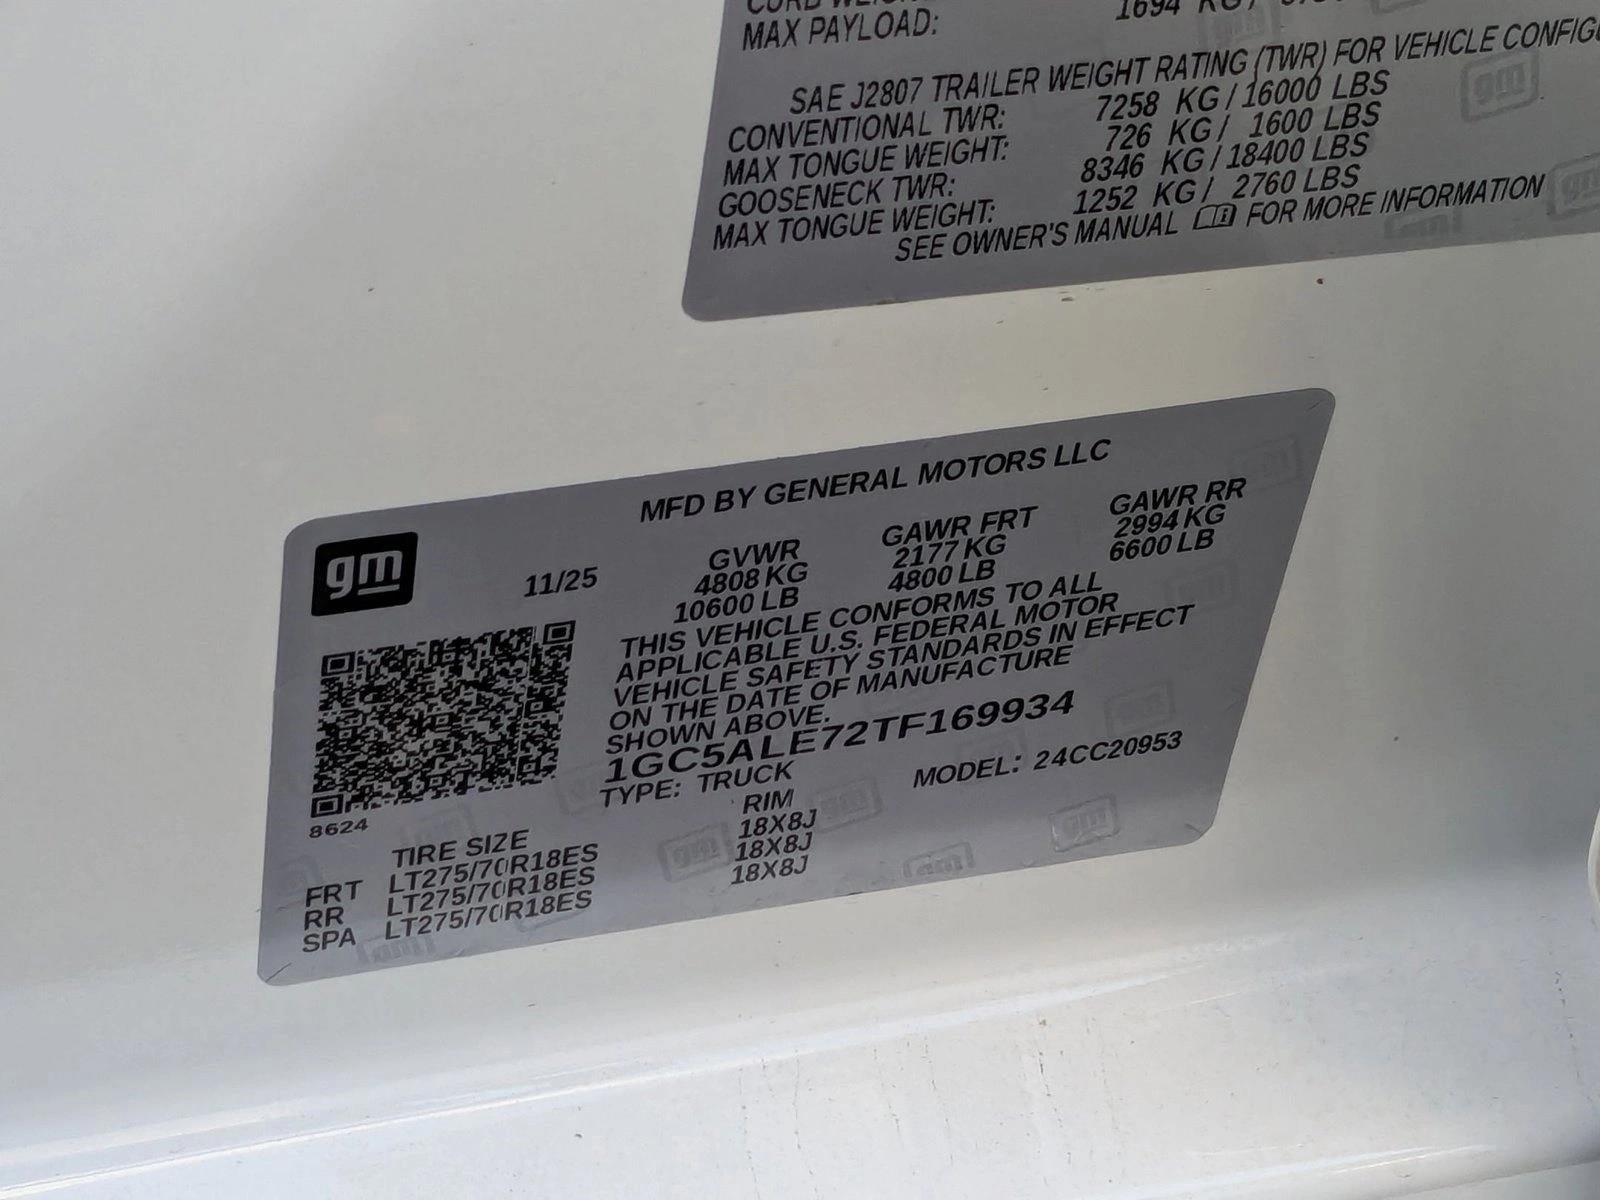 MAX PAYLOAD: 1694 KG /
SAE J2807 TRAILER WEIGHT RATING (TWR) FOR VEHICLE
CONVENTIONAL TWR: 7258 KG / 16000 LBS
MAX TONGUE WEIGHT: 726 KG / 1600 LBS
GOOSENECK TWR: 8346 KG / 18400 LBS
MAX TONGUE WEIGHT: 1252 KG / 2760 LBS
SEE OWNER'S MANUAL FOR MORE INFORMATION
MFD BY GENERAL MOTORS LLC
gm
11/25
GVWR GAWR FRT GAWR RR
4808 KG 2177 KG 2994 KG
10600 LB 4800 LB 6600 LB
THIS VEHICLE CONFORMS TO ALL
APPLICABLE U.S. FEDERAL MOTOR
VEHICLE SAFETY STANDARDS IN EFFECT
ON THE DATE OF MANUFACTURE
SHOWN ABOVE.
1GC5ALE72TF169934
TYPE: TRUCK MODEL: 24CC20953
8624
TIRE SIZE RIM
FRT LT275/70R18ES 18X8J
RR LT275/70R18ES 18X8J
SPA LT275/70R18ES 18X8J